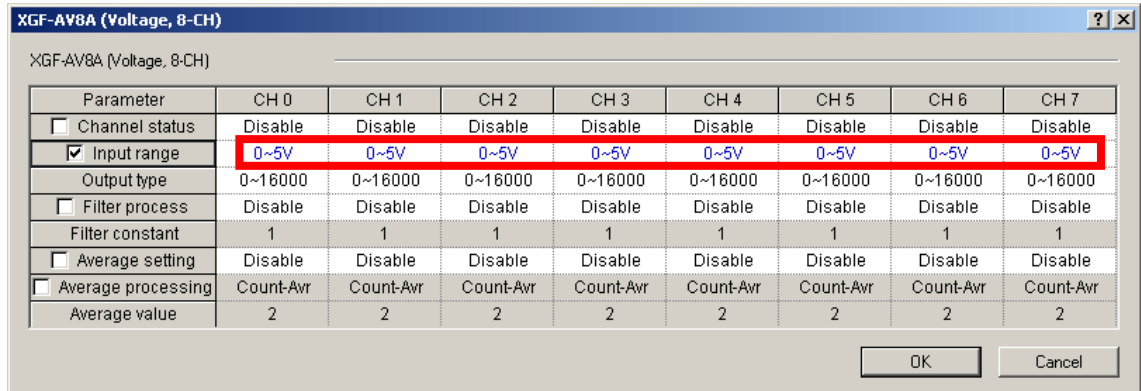 XGF-AV8A (Voltage, 8-CH)
XGF-AV8A (Voltage, 8-CH)
Parameter CH 0 CH 1 CH 2 CH 3 CH 4 CH 5 CH 6 CH 7
Channel status Disable Disable Disable Disable Disable Disable Disable Disable
Input range 0~5V 0~5V 0~5V 0~5V 0~5V 0~5V 0~5V 0~5V
Output type 0~16000 0~16000 0~16000 0~16000 0~16000 0~16000 0~16000 0~16000
Filter process Disable Disable Disable Disable Disable Disable Disable Disable
Filter constant 1 1 1 1 1 1 1 1
Average setting Disable Disable Disable Disable Disable Disable Disable Disable
Average processing Count-Avr Count-Avr Count-Avr Count-Avr Count-Avr Count-Avr Count-Avr Count-Avr
Average value 2 2 2 2 2 2 2 2
OK Cancel